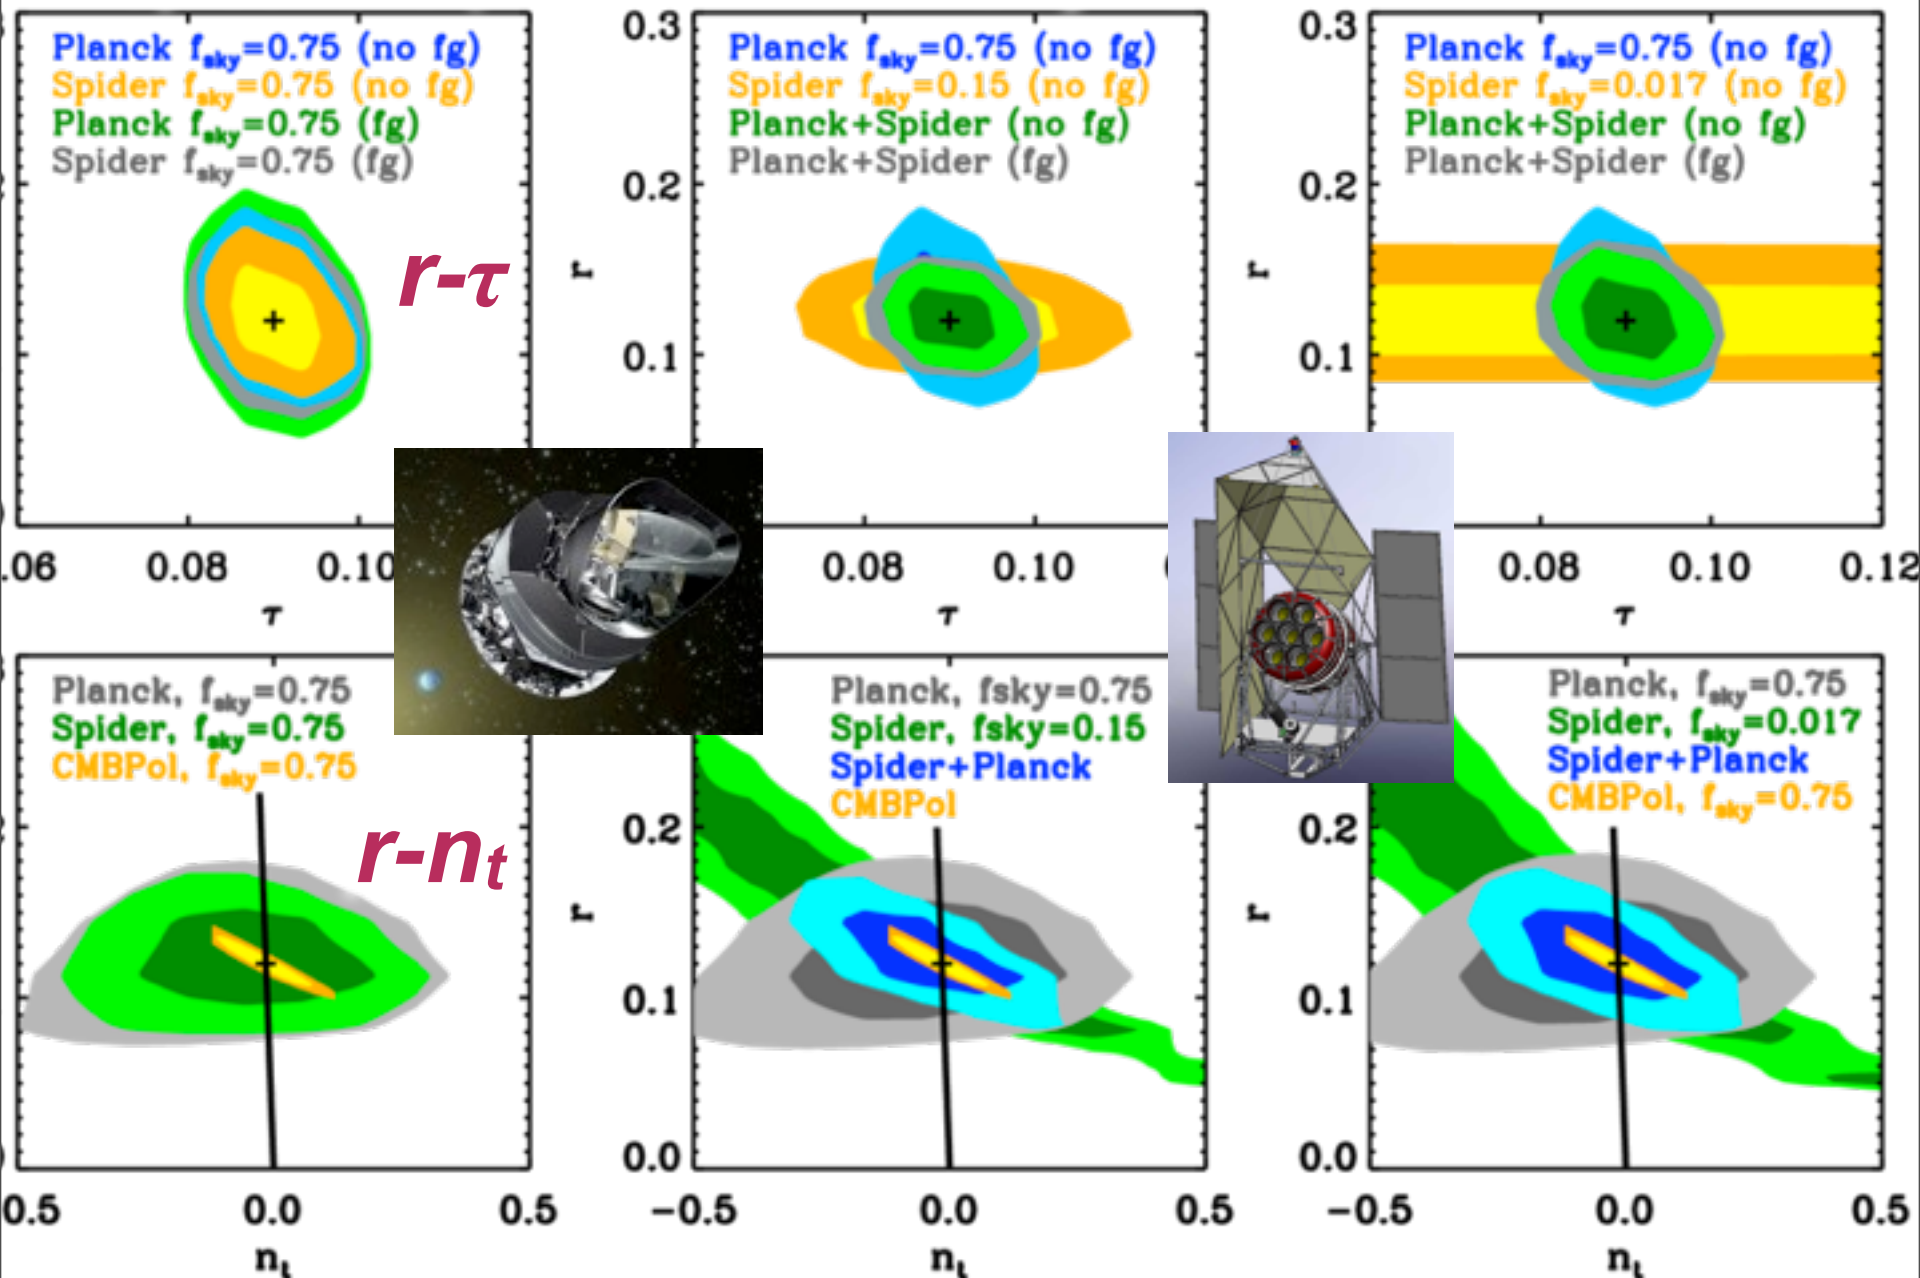 Planck fsky=0.75 (no fg)
Spider fsky=0.75 (no fg)
Planck fsky=0.75 (fg)
Spider fsky=0.75 (fg)
r-τ
.06 0.08 0.10
τ
0.3
Planck fsky=0.75 (no fg)
Spider fsky=0.15 (no fg)
Planck+Spider (no fg)
Planck+Spider (fg)
0.2
r
0.1
0.08 0.10
τ
0.3
Planck fsky=0.75 (no fg)
Spider fsky=0.017 (no fg)
Planck+Spider (no fg)
Planck+Spider (fg)
0.2
r
0.1
0.08 0.10 0.12
τ
Planck, fsky=0.75
Spider, fsky=0.75
CMBPol, fsky=0.75
r-nt
0.5 0.0 0.5
nt
Planck, fsky=0.75
Spider, fsky=0.15
Spider+Planck
CMBPol
0.2
r
0.1
0.0
−0.5 0.0 0.5
nt
Planck, fsky=0.75
Spider, fsky=0.017
Spider+Planck
CMBPol, fsky=0.75
0.2
r
0.1
0.0
−0.5 0.0 0.5
nt